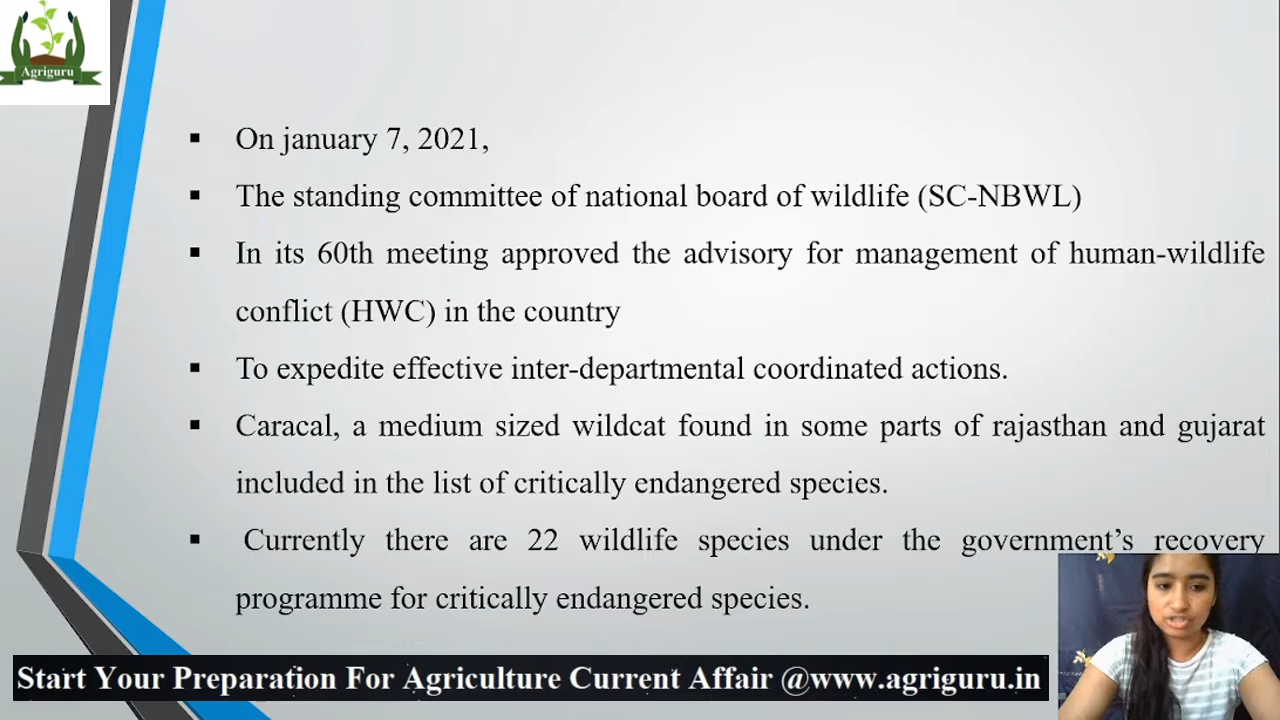 Agriguru
On january 7, 2021,
The standing committee of national board of wildlife (SC-NBWL)
In its 60th meeting approved the advisory for management of human-wildlife
conflict (HWC) in the country
To expedite effective inter-departmental coordinated actions.
Caracal, a medium sized wildcat found in some parts of rajasthan and gujarat
included in the list of critically endangered species.
Currently there are 22 wildlife species under the government’s recovery
programme for critically endangered species.
Start Your Preparation For Agriculture Current Affair @www.agriguru.in